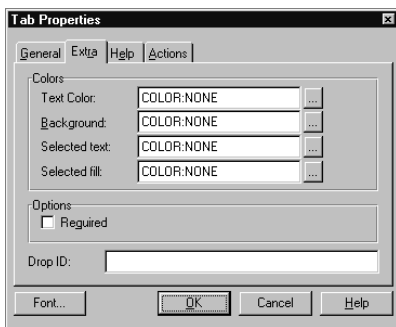 Tab Properties
General Extra Help Actions
Colors
Text Color: COLOR:NONE ...
Background: COLOR:NONE ...
Selected text: COLOR:NONE ...
Selected fill: COLOR:NONE ...
Options
Required
Drop ID:
Font... OK Cancel Help